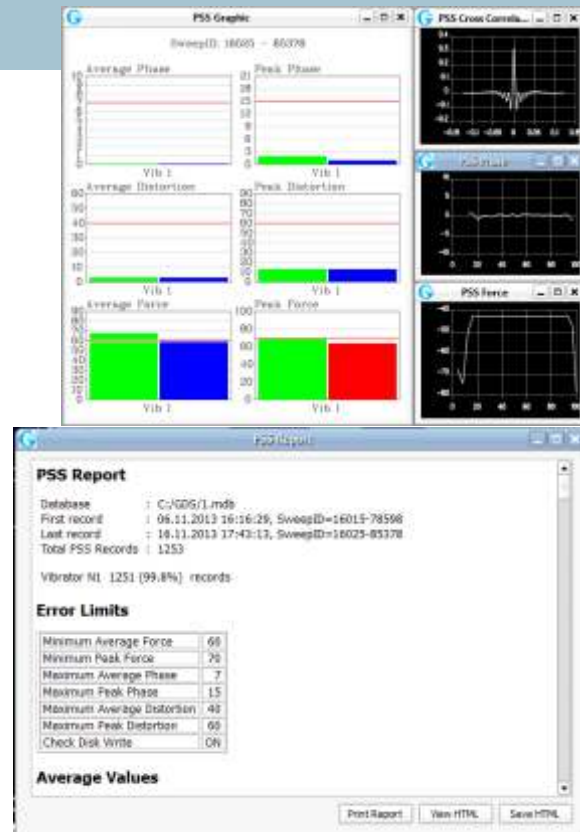 PSS Graphic
SweepID: 16025 - 85378
Average Phase
Peak Phase
Vib 1
Vib 1
Average Distortion
Peak Distortion
Vib 1
Vib 1
Average Force
Peak Force
Vib 1
Vib 1
PSS Cross Correla...
PSS Force
PSS Report
PSS Report
Database : C:/GDS/1.mdb
First record : 06.11.2013 16:16:29, SweepID=16015-78598
Last record : 16.11.2013 17:43:13, SweepID=16025-85378
Total PSS Records : 1253
Vibrator N1 1251 (99.8%) records
Error Limits
Minimum Average Force 60
Minimum Peak Force 70
Maximum Average Phase 7
Maximum Peak Phase 15
Maximum Average Distortion 40
Maximum Peak Distortion 60
Check Disk Write ON
Average Values
Print Report View HTML Save HTML